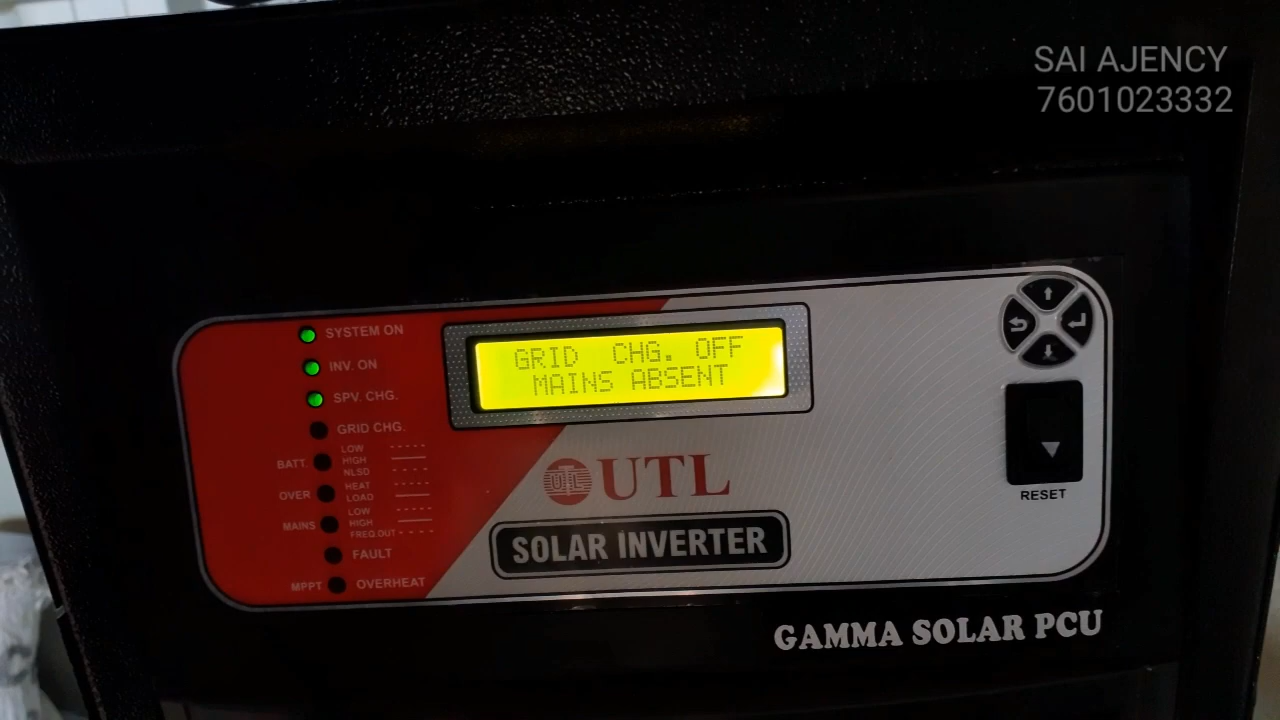 SAI AJENCY
7601023332
SYSTEM ON
INV. ON
SPV. CHG.
GRID CHG.
BATT. LOW
HIGH
NLSD
OVER HEAT
LOAD
MAINS LOW
HIGH
FREQ.OUT
FAULT
MPPT OVERHEAT
GRID CHG. OFF
MAINS ABSENT
UTL
UTL
SOLAR INVERTER
RESET
GAMMA SOLAR PCU